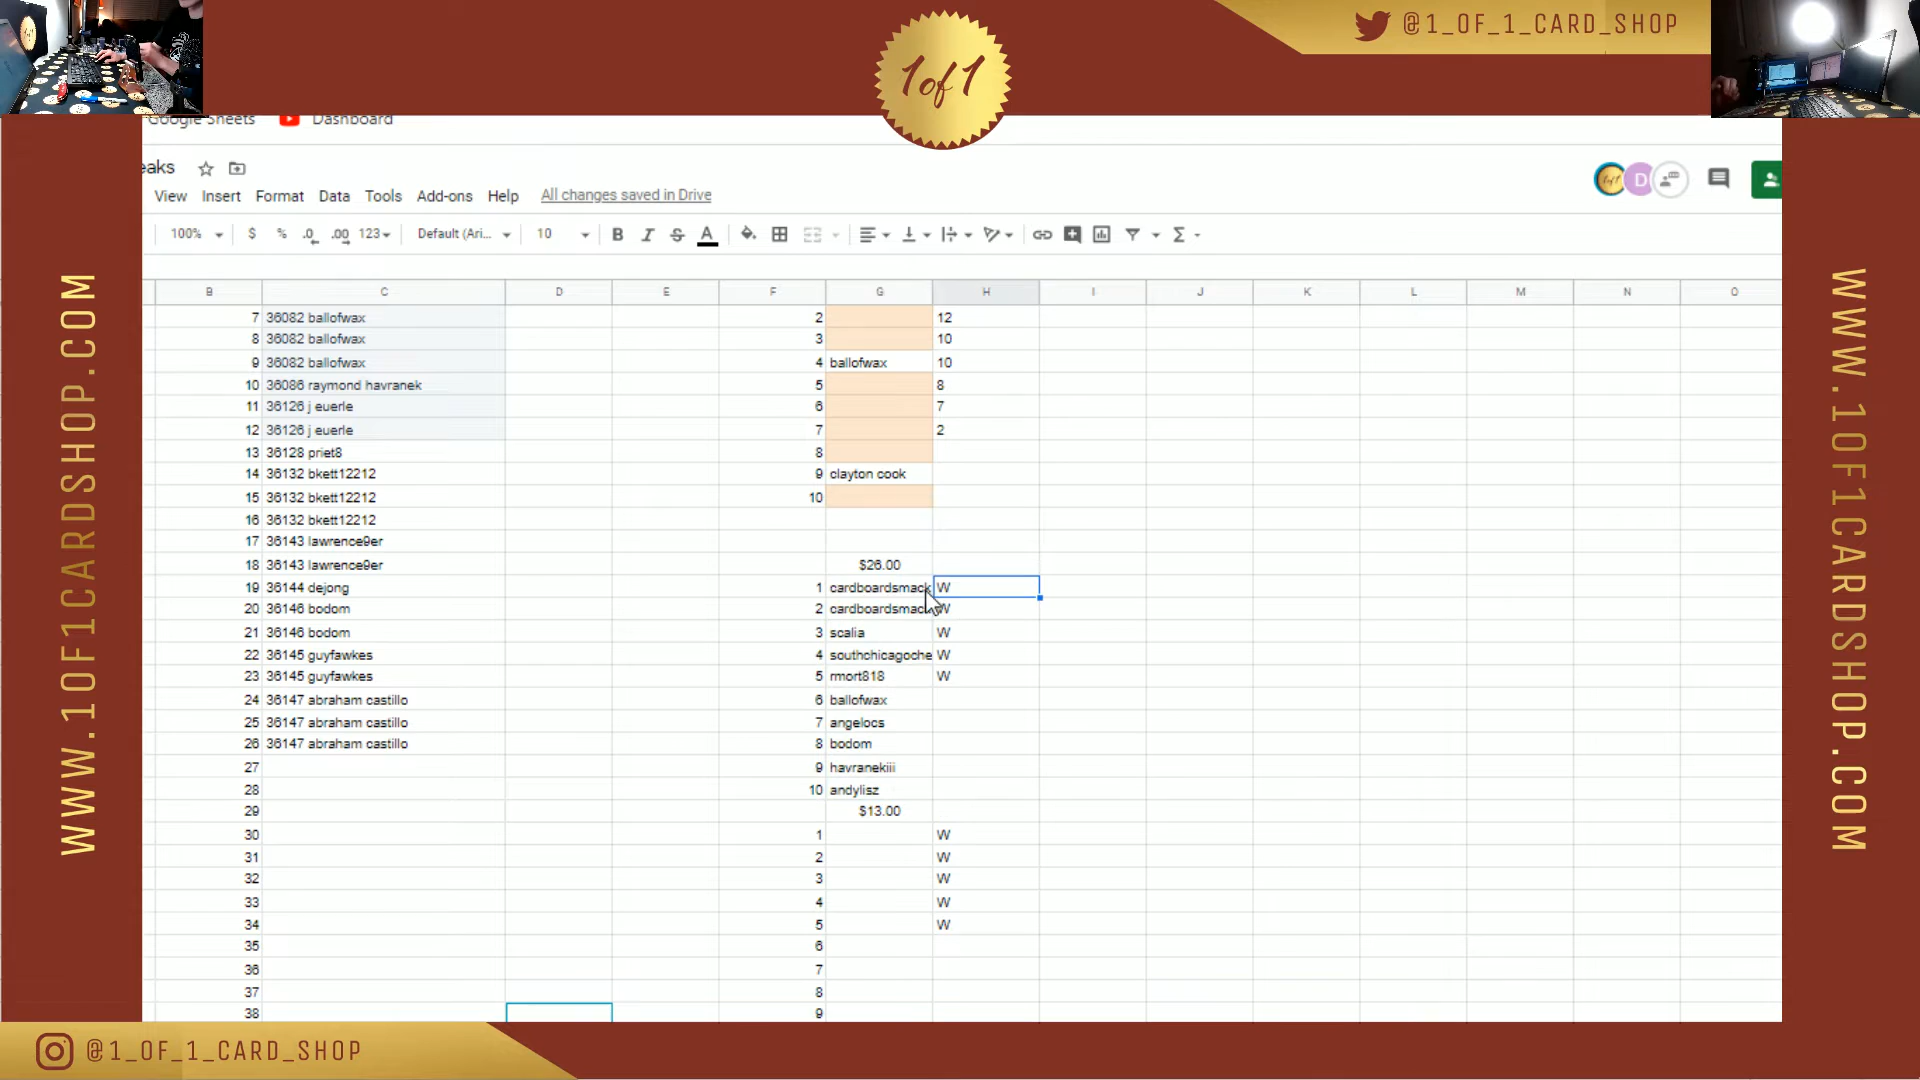 @1_OF_1_CARD_SHOP
1of1
Google Sheets Dashboard
eaks
D
View Insert Format Data Tools Add-ons Help All changes saved in Drive
100% $ % .0 .00 123 Default (Ari... 10 B I S A
B C D E F G H I J K L M N O
7 36082 ballofwax 2 12
8 36082 ballofwax 3 10
9 36082 ballofwax 4 ballofwax 10
10 36086 raymond havranek 5 8
11 36126 j euerle 6 7
12 36126 j euerle 7 2
13 36128 priet8 8
14 36132 bkett12212 9 clayton cook
15 36132 bkett12212 10
16 36132 bkett12212
17 36143 lawrence9er
18 36143 lawrence9er $26.00
19 36144 dejong 1 cardboardsmack W
20 36146 bodom 2 cardboardsmack W
21 36146 bodom 3 scalia W
22 36145 guyfawkes 4 southchicagoche W
23 36145 guyfawkes 5 rmort818 W
24 36147 abraham castillo 6 ballofwax
25 36147 abraham castillo 7 angelocs
26 36147 abraham castillo 8 bodom
27 9 havranekiii
28 10 andylisz
29 $13.00
30 1 W
31 2 W
32 3 W
33 4 W
34 5 W
35 6
36 7
37 8
38 9
WWW.1OF1CARDSHOP.COM
WWW.1OF1CARDSHOP.COM
@1_OF_1_CARD_SHOP